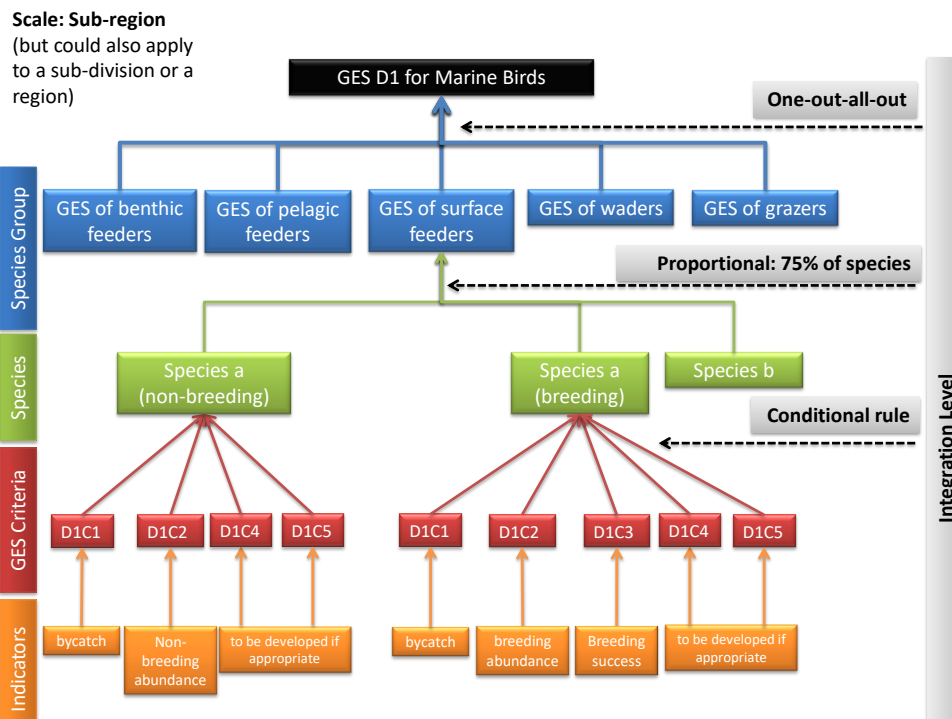 Scale: Sub-region
(but could also apply
to a sub-division or a
region)
GES D1 for Marine Birds
One-out-all-out
Species Group
GES of benthic
feeders
GES of pelagic
feeders
GES of surface
feeders
GES of waders
GES of grazers
Proportional: 75% of species
Species
Species a
(non-breeding)
Species a
(breeding)
Species b
Conditional rule
Integration Level
GES Criteria
D1C1
D1C2
D1C4
D1C5
D1C1
D1C2
D1C3
D1C4
D1C5
Indicators
bycatch
Non-
breeding
abundance
to be developed if
appropriate
bycatch
breeding
abundance
Breeding
success
to be developed if
appropriate